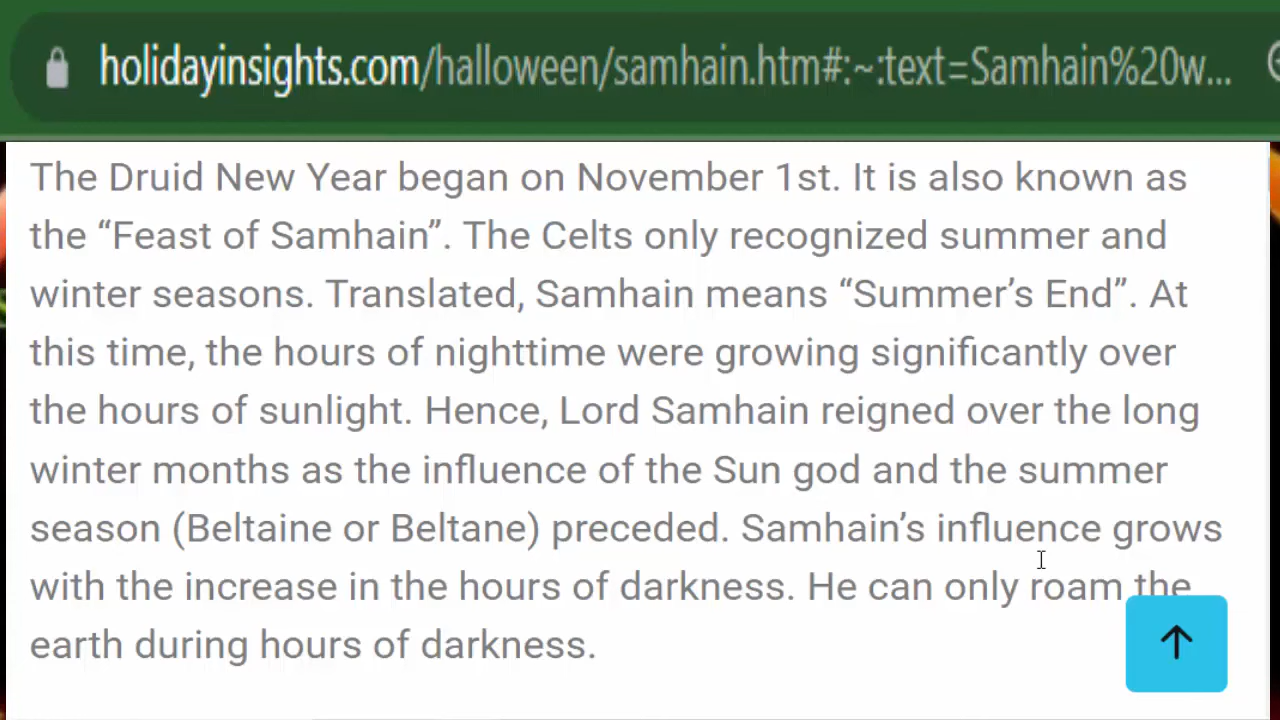 holidayinsights.com/halloween/samhain.htm#:~:text=Samhain%20w...
The Druid New Year began on November 1st. It is also known as
the “Feast of Samhain”. The Celts only recognized summer and
winter seasons. Translated, Samhain means “Summer’s End”. At
this time, the hours of nighttime were growing significantly over
the hours of sunlight. Hence, Lord Samhain reigned over the long
winter months as the influence of the Sun god and the summer
season (Beltaine or Beltane) preceded. Samhain’s influence grows
with the increase in the hours of darkness. He can only roam the
earth during hours of darkness.